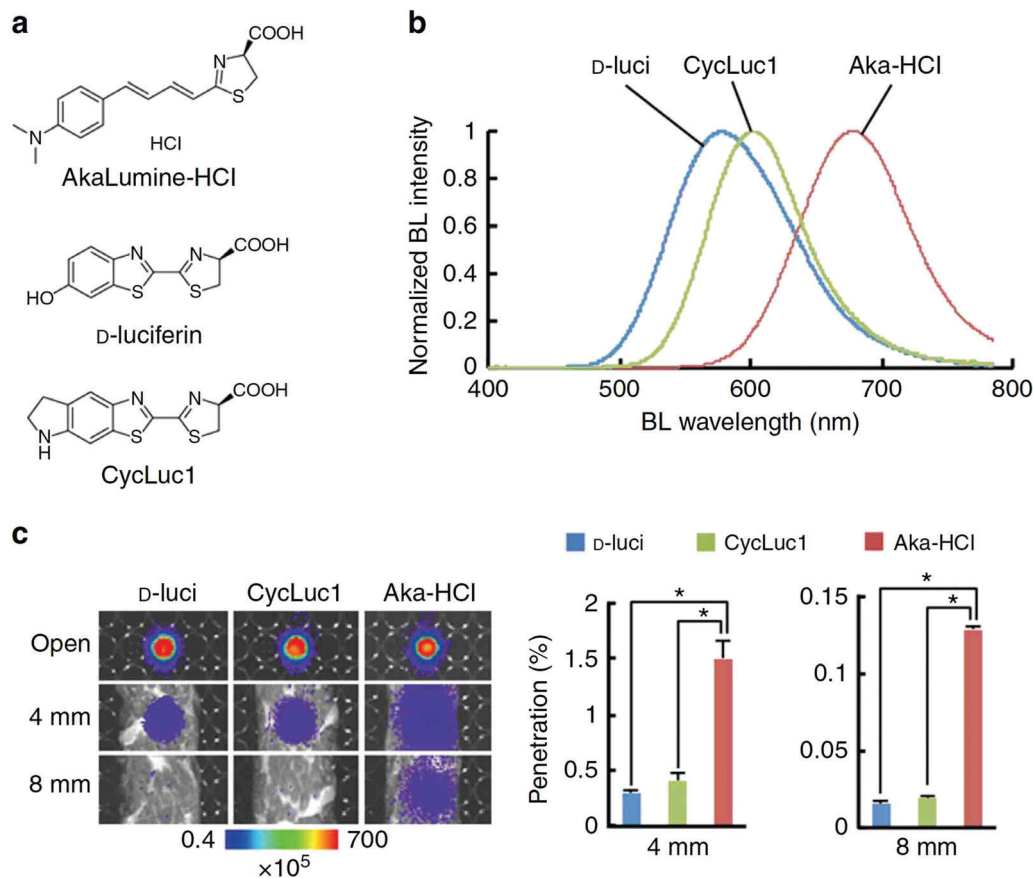 a
COOH
N
S
N
HCl
AkaLumine-HCl
N
N
COOH
HO
S
S
D-luciferin
N
N
COOH
N
H
S
S
CycLuc1
b
D-luci CycLuc1 Aka-HCl
Normalized BL intensity
1
0.8
0.6
0.4
0.2
0
400 500 600 700 800
BL wavelength (nm)
c
D-luci CycLuc1 Aka-HCl
Open
4 mm
8 mm
0.4 700
×10⁵
D-luci CycLuc1 Aka-HCl
Penetration (%)
2
1.5
1
0.5
0
*
*
4 mm
0.15
0.1
0.05
0
*
*
8 mm